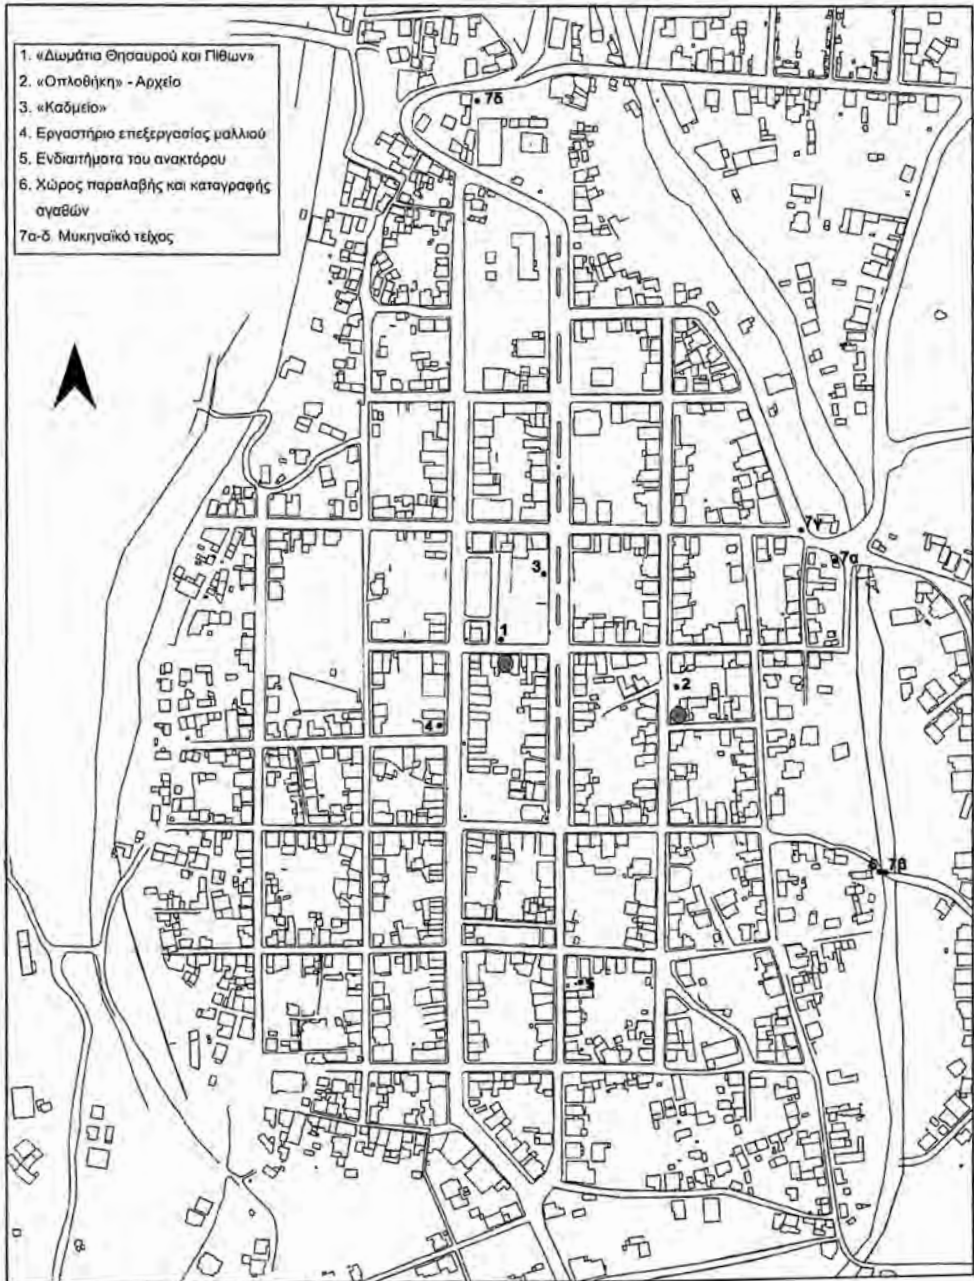 1. «Δωμάτια Θησαυρού και Πίθων»
2. «Οπλοθήκη» - Αρχείο
3. «Καδμείο»
4. Εργαστήριο επεξεργασίας μαλλιού
5. Ενδιαιτήματα του ανακτόρου
6. Χώρος παραλαβής και καταγραφής
αγαθών
7α-δ. Μυκηναϊκό τείχος
7δ
7γ
7α
3
1
2
4
6, 7β
5